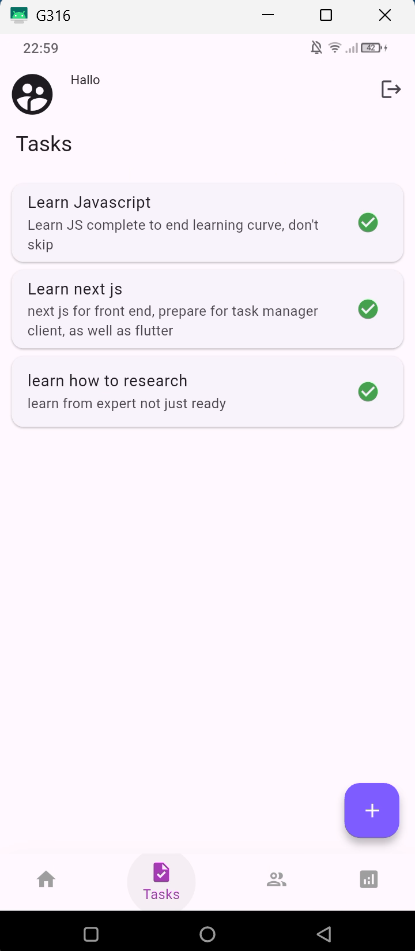 G316
22:59
42
Hallo
Tasks
Learn Javascript
Learn JS complete to end learning curve, don't
skip
Learn next js
next js for front end, prepare for task manager
client, as well as flutter
learn how to research
learn from expert not just ready
+
Tasks